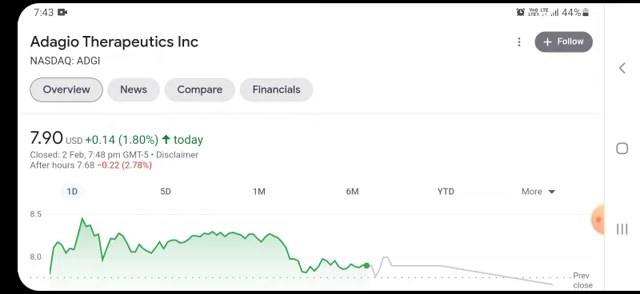 7:43 44%
Adagio Therapeutics Inc
NASDAQ: ADGI
+ Follow
Overview News Compare Financials
7.90 USD +0.14 (1.80%) today
Closed: 2 Feb, 7:48 pm GMT-5 • Disclaimer
After hours 7.68 −0.22 (2.78%)
1D 5D 1M 6M YTD More
8.5
8.0
Prev
close